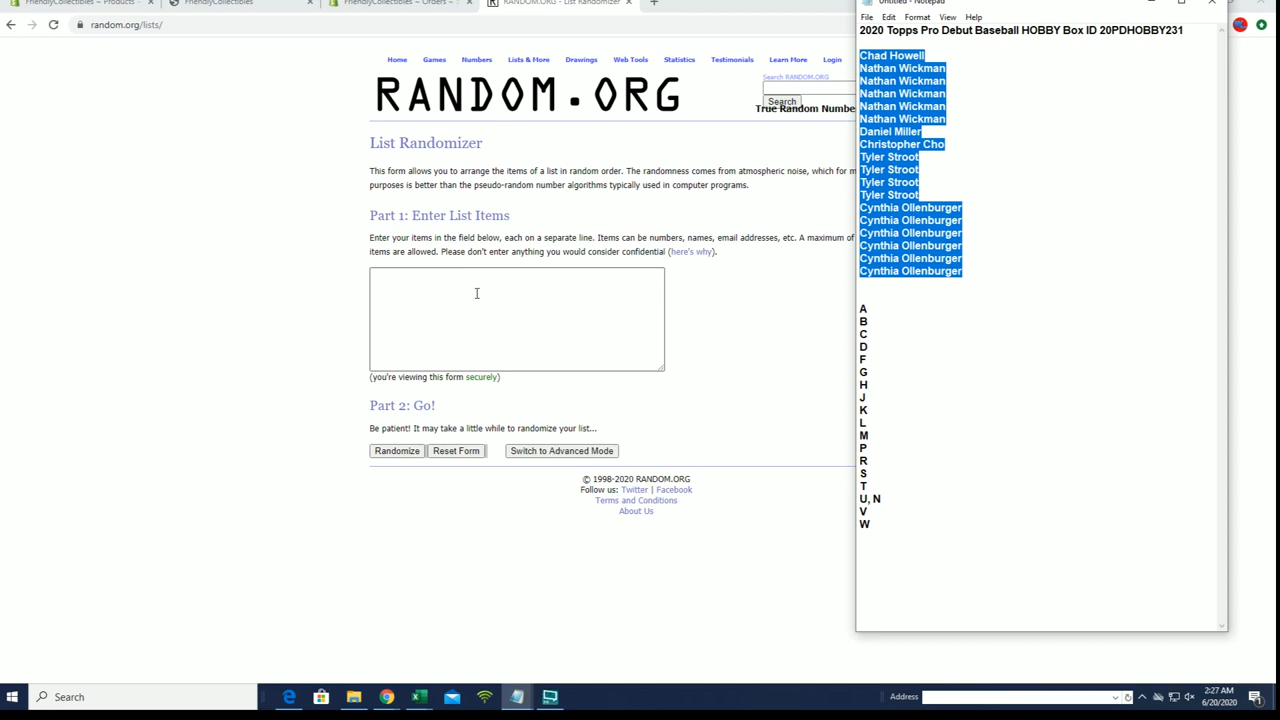 FriendlyCollectibles ~ Products ~
FriendlyCollectibles
FriendlyCollectibles ~ Orders ~
RANDOM.ORG - List Randomizer
random.org/lists/
Home Games Numbers Lists & More Drawings Web Tools Statistics Testimonials Learn More Login
RANDOM.ORG
Search RANDOM.ORG
Search
True Random Numbe
List Randomizer
This form allows you to arrange the items of a list in random order. The randomness comes from atmospheric noise, which for m
purposes is better than the pseudo-random number algorithms typically used in computer programs.
Part 1: Enter List Items
Enter your items in the field below, each on a separate line. Items can be numbers, names, email addresses, etc. A maximum of
items are allowed. Please don't enter anything you would consider confidential (here's why).
(you're viewing this form securely)
Part 2: Go!
Be patient! It may take a little while to randomize your list...
Randomize Reset Form Switch to Advanced Mode
© 1998-2020 RANDOM.ORG
Follow us: Twitter | Facebook
Terms and Conditions
About Us
Untitled - Notepad
File Edit Format View Help
2020 Topps Pro Debut Baseball HOBBY Box ID 20PDHOBBY231
Chad Howell
Nathan Wickman
Nathan Wickman
Nathan Wickman
Nathan Wickman
Nathan Wickman
Daniel Miller
Christopher Cho
Tyler Stroot
Tyler Stroot
Tyler Stroot
Tyler Stroot
Cynthia Ollenburger
Cynthia Ollenburger
Cynthia Ollenburger
Cynthia Ollenburger
Cynthia Ollenburger
Cynthia Ollenburger
A
B
C
D
F
G
H
J
K
L
M
P
R
S
T
U, N
V
W
Search
Address
2:27 AM
6/20/2020